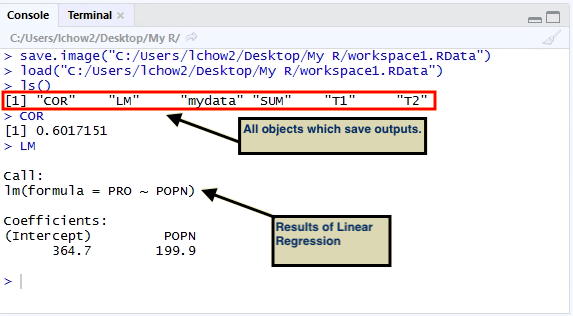 Console Terminal ×
C:/Users/lchow2/Desktop/My R/
> save.image("C:/Users/lchow2/Desktop/My R/workspace1.RData")
> load("C:/Users/lchow2/Desktop/My R/workspace1.RData")
> ls()
[1] "COR" "LM" "mydata" "SUM" "T1" "T2"
> COR
[1] 0.6017151
All objects which save outputs.
> LM
Call:
lm(formula = PRO ~ POPN)
Results of Linear
Regression
Coefficients:
(Intercept) POPN
364.7 199.9
>